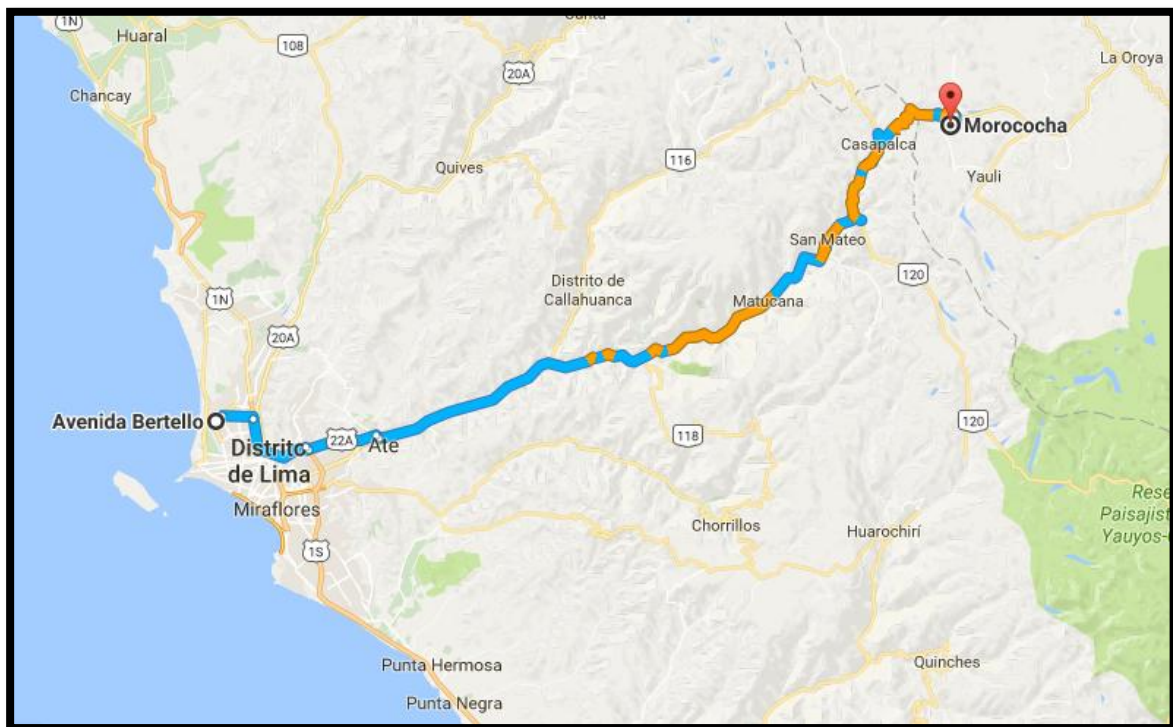 1N
Huaral
108
20A
La Oroya
Chancay
Morococha
Casapalca
Quives
116
Yauli
San Mateo
120
Distrito de
Callahuanca
Matucana
1N
20A
Avenida Bertello
118
120
22A
Ate
Distrito
de Lima
Miraflores
Chorrillos
Huarochirí
1S
Rese
Paisajist
Yauyos-C
Punta Hermosa
Quinches
Punta Negra